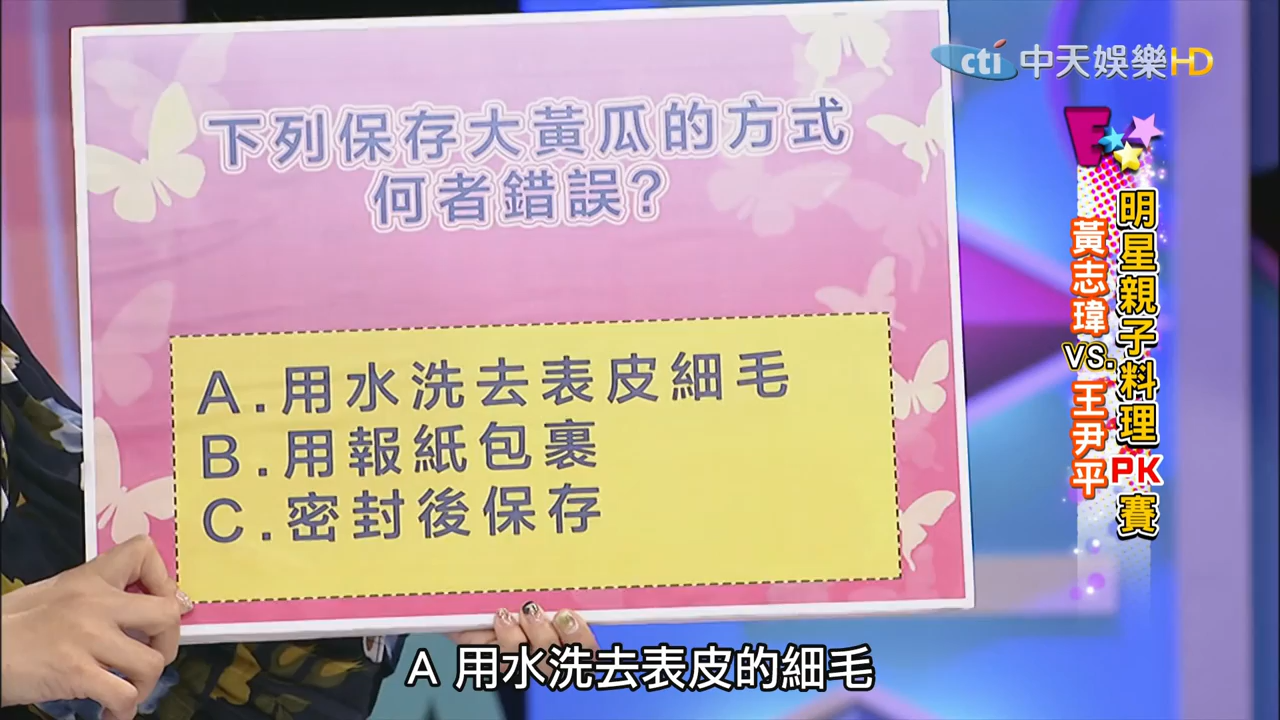 下列保存大黃瓜的方式
何者錯誤?
A.用水洗去表皮細毛
B.用報紙包裹
C.密封後保存
cti 中天娛樂HD
明星親子料理PK賽
黃志瑋VS.王尹平
A 用水洗去表皮的細毛